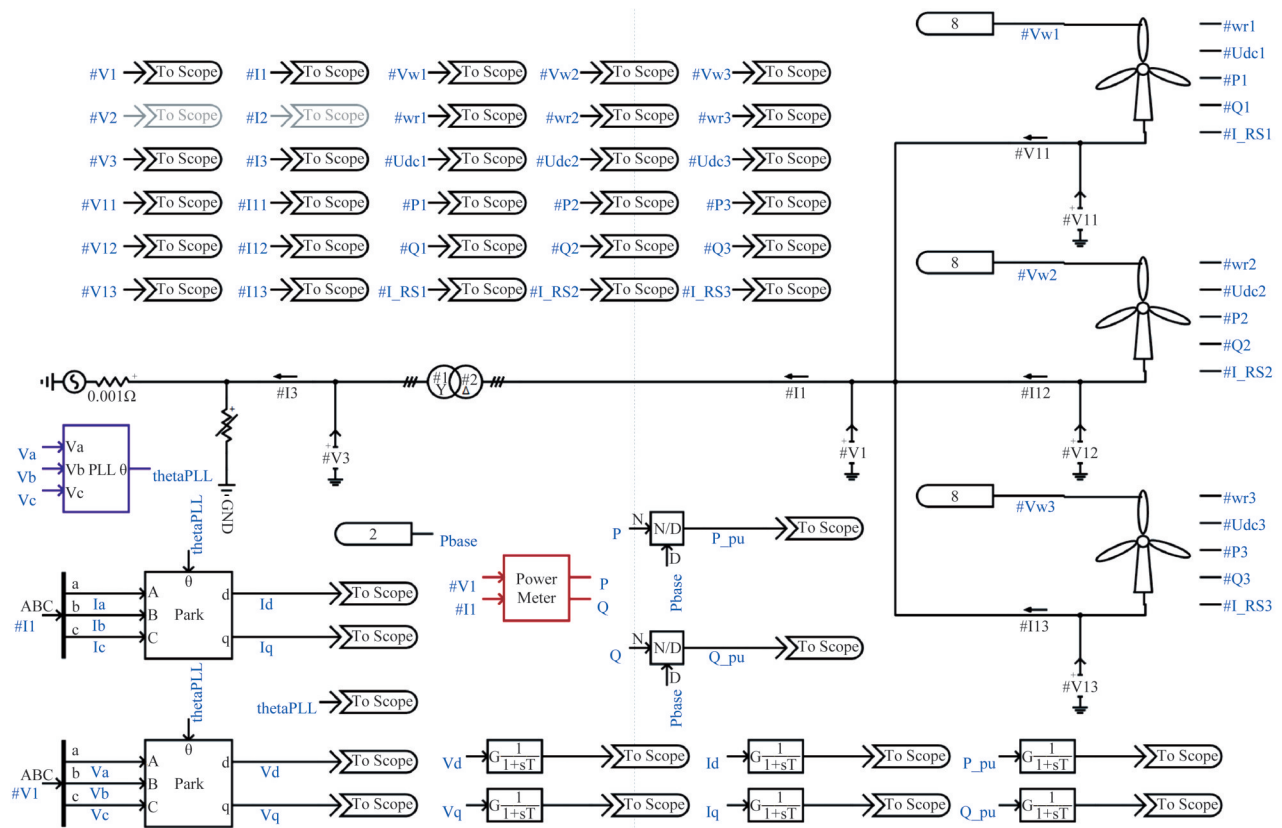 8
#Vw1
#wr1
#Udc1
#P1
#Q1
#I_RS1
#V11
#V11
#V1 To Scope #I1 To Scope #Vw1 To Scope #Vw2 To Scope #Vw3 To Scope
#V2 To Scope #I2 To Scope #wr1 To Scope #wr2 To Scope #wr3 To Scope
#V3 To Scope #I3 To Scope #Udc1 To Scope #Udc2 To Scope #Udc3 To Scope
#V11 To Scope #I11 To Scope #P1 To Scope #P2 To Scope #P3 To Scope
#V12 To Scope #I12 To Scope #Q1 To Scope #Q2 To Scope #Q3 To Scope
#V13 To Scope #I13 To Scope #I_RS1 To Scope #I_RS2 To Scope #I_RS3 To Scope
8
#Vw2
#wr2
#Udc2
#P2
#Q2
#I_RS2
0.001Ω
+
#I3
#1
Y
#2
Δ
#I1
#I12
+
GND
#V3
#V1
#V12
Va Va
Vb Vb PLL θ thetaPLL
Vc Vc
8
#Vw3
#wr3
#Udc3
#P3
#Q3
#I_RS3
#I13
#V13
2
Pbase
thetaPLL
θ
ABC
#I1
a A d Id To Scope
b Ia B Park
Ib
c C q Iq To Scope
Ic
#V1 Power P
#I1 Meter Q
N
P N/D P_pu To Scope
D
Pbase
N
Q N/D Q_pu To Scope
D
Pbase
thetaPLL
thetaPLL To Scope
θ
ABC
#V1
a A d Vd To Scope
b Va B Park
Vb
c C q Vq To Scope
Vc
Vd G 1/1+sT To Scope Id G 1/1+sT To Scope P_pu G 1/1+sT To Scope
Vq G 1/1+sT To Scope Iq G 1/1+sT To Scope Q_pu G 1/1+sT To Scope